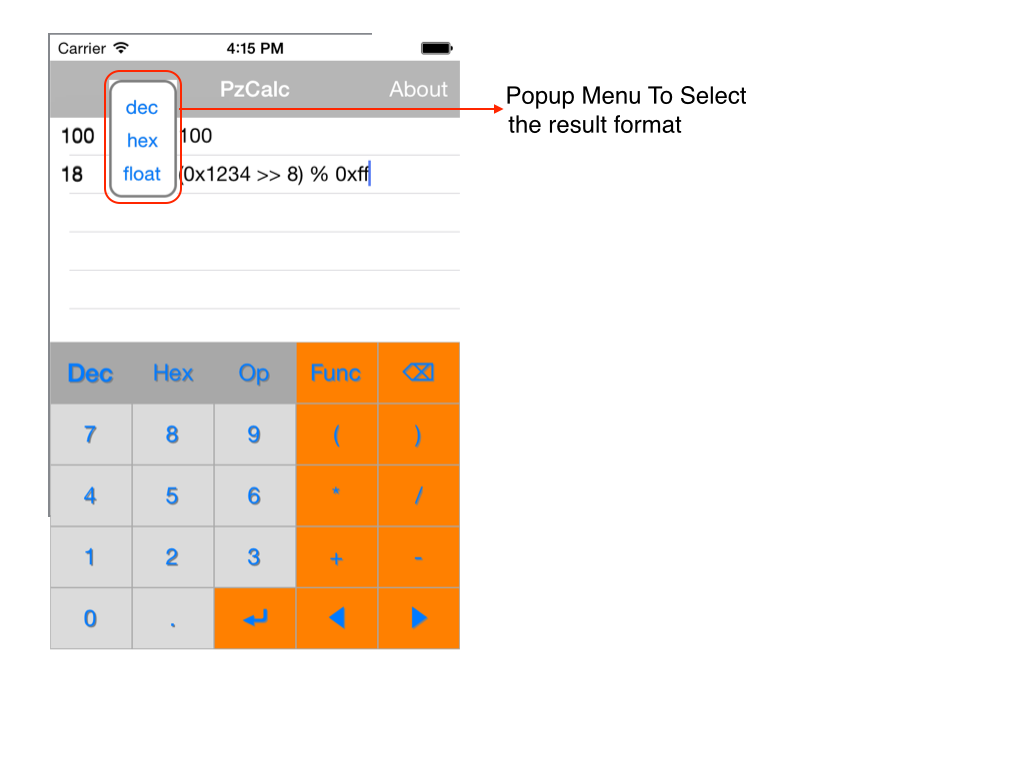 Carrier 4:15 PM
PzCalc About
dec
hex
float
Popup Menu To Select
the result format
100 100
18 (0x1234 >> 8) % 0xff
Dec Hex Op Func ⌫
7 8 9 ( )
4 5 6 * /
1 2 3 + -
0 .